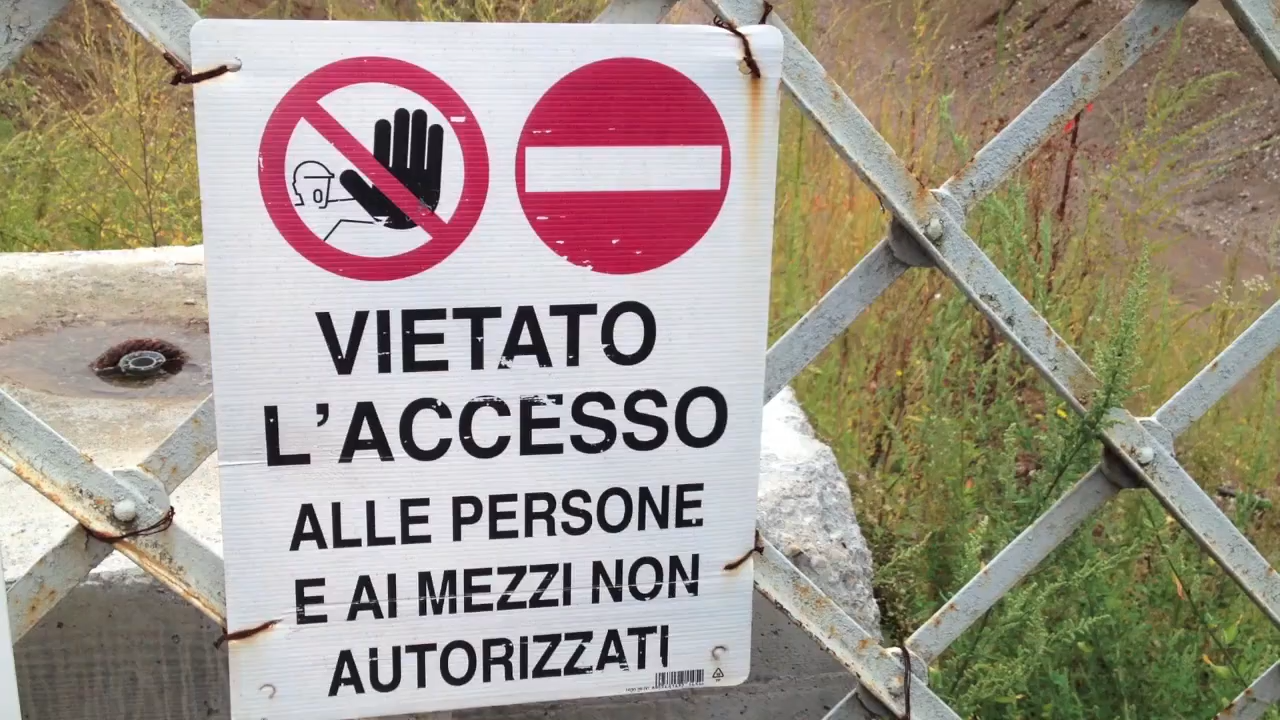 VIETATO
L'ACCESSO
ALLE PERSONE
E AI MEZZI NON
AUTORIZZATI